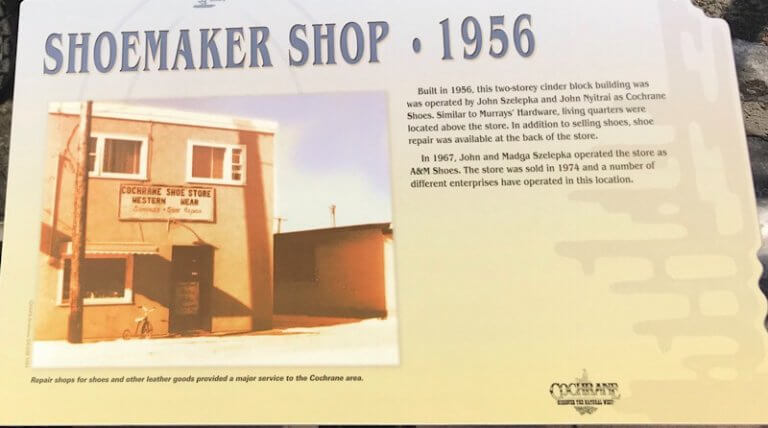 SHOEMAKER SHOP • 1956
Built in 1956, this two-storey cinder block building was
was operated by John Szelepka and John Nyitrai as Cochrane
Shoes. Similar to Murrays' Hardware, living quarters were
located above the store. In addition to selling shoes, shoe
repair was available at the back of the store.
In 1967, John and Madga Szelepka operated the store as
A&M Shoes. The store was sold in 1974 and a number of
different enterprises have operated in this location.
COCHRANE SHOE STORE
WESTERN WEAR
Repair shops for shoes and other leather goods provided a major service to the Cochrane area.
COCHRANE
DISCOVER THE NATURAL WEST